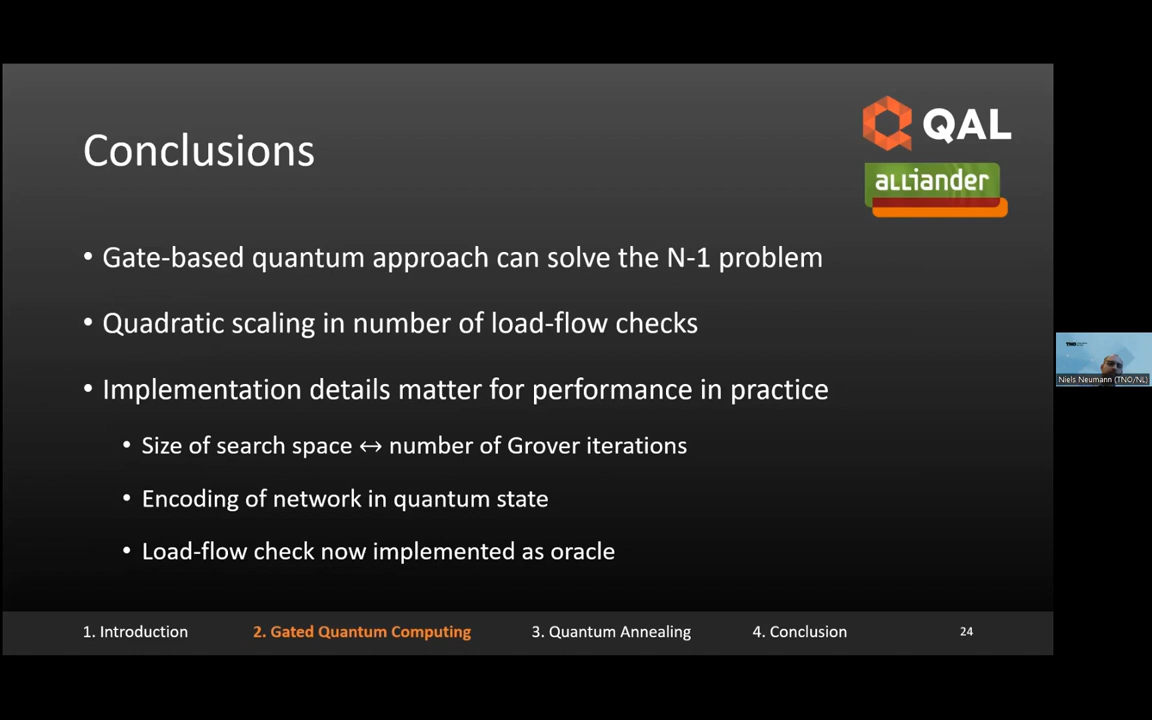 Conclusions
QAL
alliander
• Gate-based quantum approach can solve the N-1 problem
• Quadratic scaling in number of load-flow checks
• Implementation details matter for performance in practice
• Size of search space ↔ number of Grover iterations
• Encoding of network in quantum state
• Load-flow check now implemented as oracle
TNO
Niels Neumann (TNO/NL)
1. Introduction 2. Gated Quantum Computing 3. Quantum Annealing 4. Conclusion 24